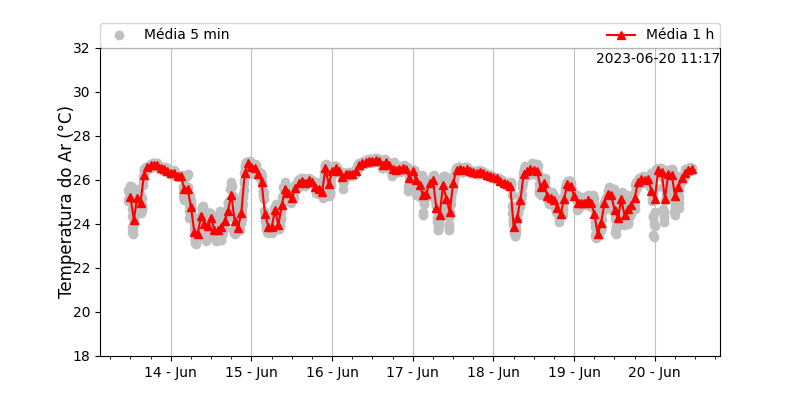 Média 5 min
Média 1 h
2023-06-20 11:17
Temperatura do Ar (°C)
32
30
28
26
24
22
20
18
14 - Jun
15 - Jun
16 - Jun
17 - Jun
18 - Jun
19 - Jun
20 - Jun